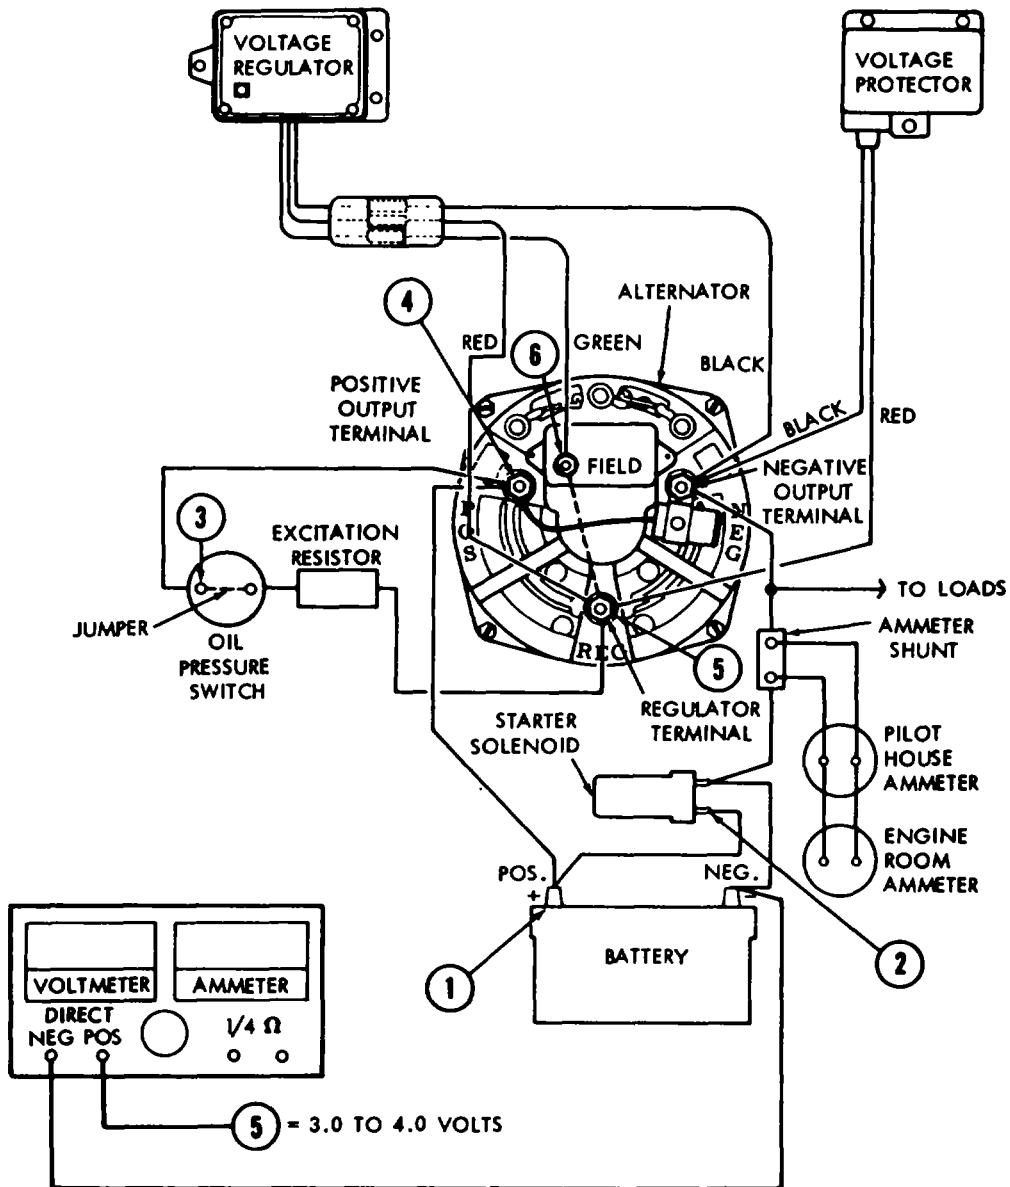 VOLTAGE
REGULATOR
VOLTAGE
PROTECTOR
4
ALTERNATOR
RED
6
GREEN
BLACK
POSITIVE
OUTPUT
TERMINAL
BLACK
RED
FIELD
NEGATIVE
OUTPUT
TERMINAL
3
EXCITATION
RESISTOR
POS
NEG
JUMPER
OIL
PRESSURE
SWITCH
TO LOADS
AMMETER
SHUNT
REG
5
REGULATOR
TERMINAL
STARTER
SOLENOID
PILOT
HOUSE
AMMETER
ENGINE
ROOM
AMMETER
POS.
+
NEG.
-
1
BATTERY
2
VOLTMETER
AMMETER
DIRECT
NEG POS
1/4 Ω
5 = 3.0 TO 4.0 VOLTS